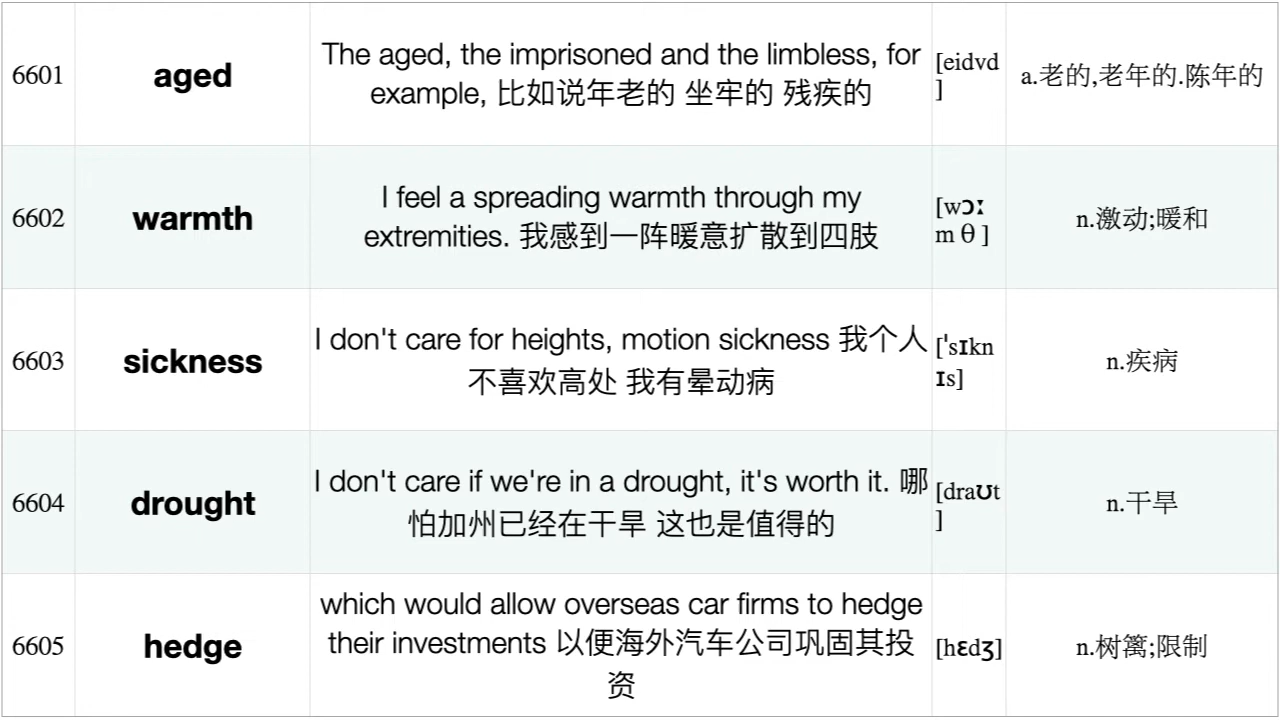 6601
aged
The aged, the imprisoned and the limbless, for
example, 比如说年老的 坐牢的 残疾的
[eidvd
]
a.老的,老年的.陈年的
6602
warmth
I feel a spreading warmth through my
extremities. 我感到一阵暖意扩散到四肢
[wɔː
mθ]
n.激动;暖和
6603
sickness
I don't care for heights, motion sickness 我个人
不喜欢高处 我有晕动病
[ˈsɪkn
ɪs]
n.疾病
6604
drought
I don't care if we're in a drought, it's worth it. 哪
怕加州已经在干旱 这也是值得的
[draʊt
]
n.干旱
6605
hedge
which would allow overseas car firms to hedge
their investments 以便海外汽车公司巩固其投
资
[hɛdʒ]
n.树篱;限制